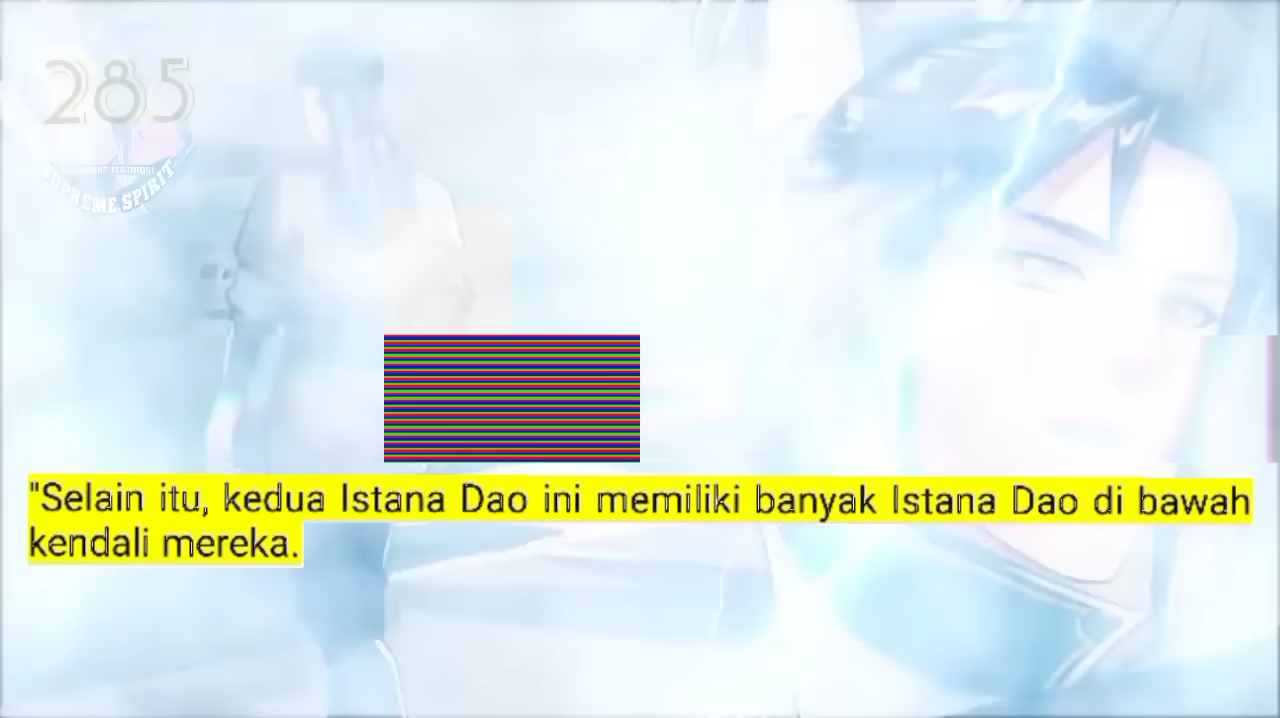 285
SUPREME SPIRIT
"Selain itu, kedua Istana Dao ini memiliki banyak Istana Dao di bawah
kendali mereka.